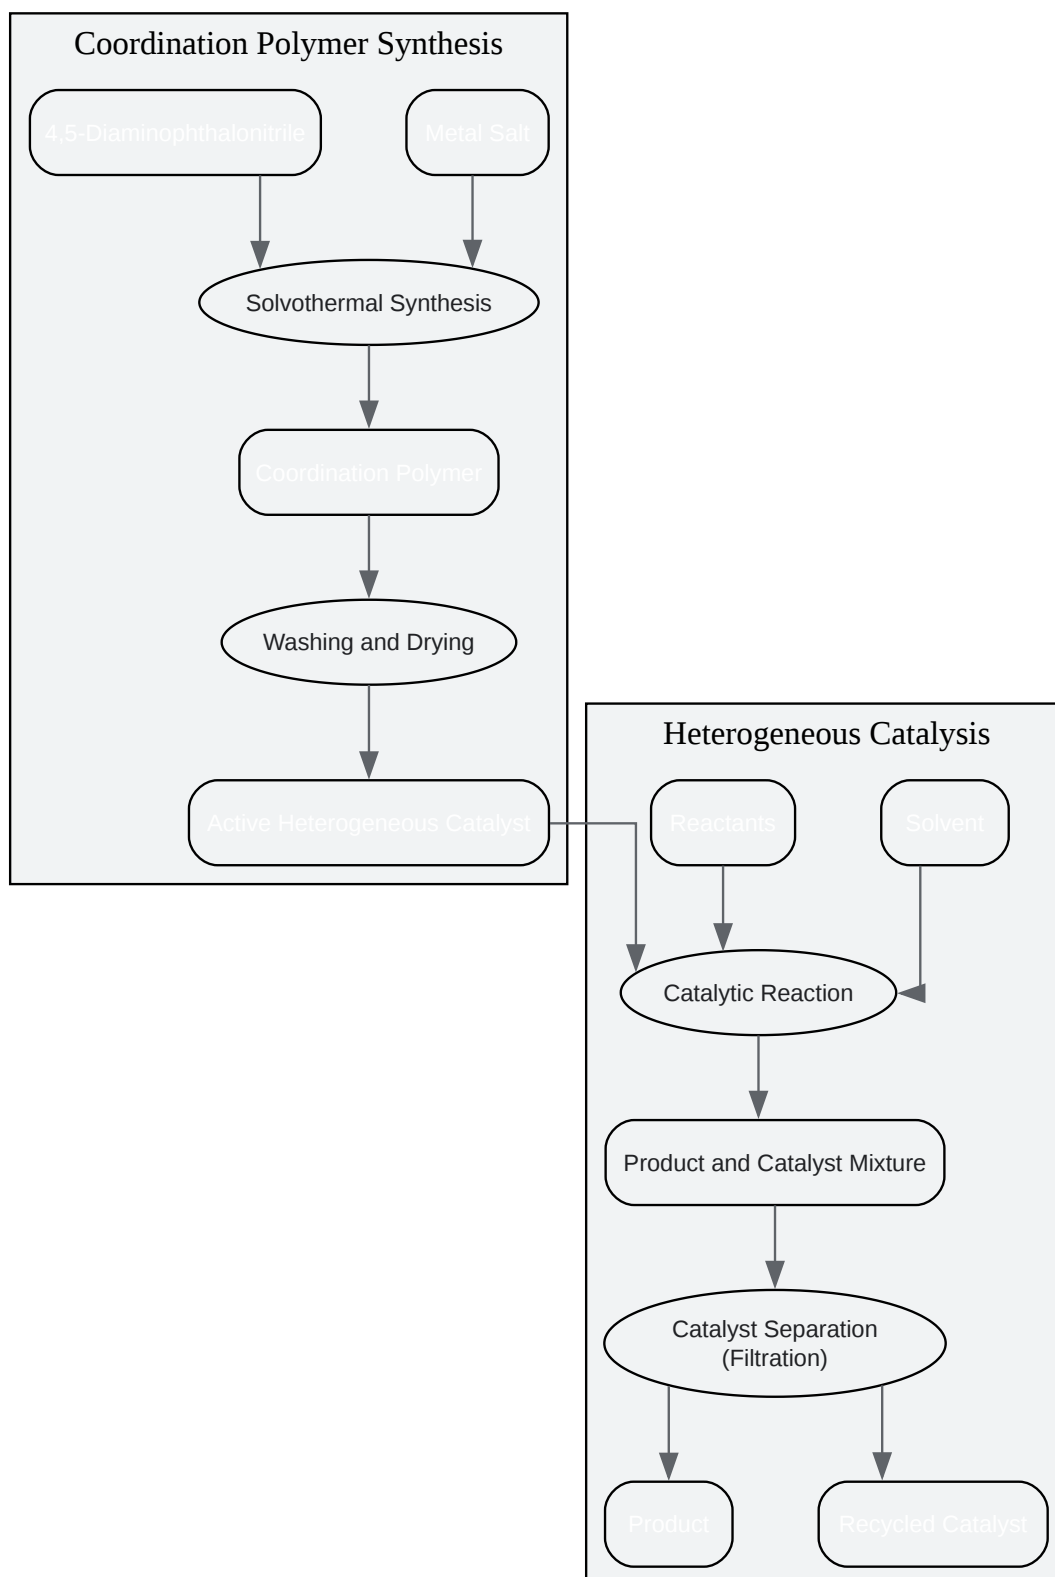 Coordination Polymer Synthesis
4,5-Diaminophthalonitrile
Metal Salt
Solvothermal Synthesis
Coordination Polymer
Washing and Drying
Active Heterogeneous Catalyst
Heterogeneous Catalysis
Reactants
Solvent
Catalytic Reaction
Product and Catalyst Mixture
Catalyst Separation
(Filtration)
Product
Recycled Catalyst